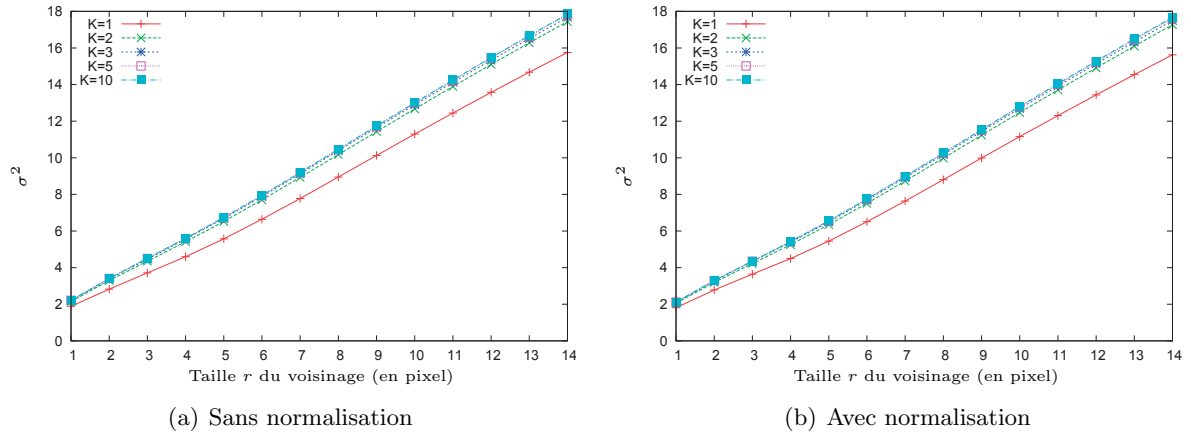 18
16
14
12
10
8
6
4
2
0
σ²
K=1
K=2
K=3
K=5
K=10
1 2 3 4 5 6 7 8 9 10 11 12 13 14
Taille r du voisinage (en pixel)
(a) Sans normalisation
18
16
14
12
10
8
6
4
2
0
σ²
K=1
K=2
K=3
K=5
K=10
1 2 3 4 5 6 7 8 9 10 11 12 13 14
Taille r du voisinage (en pixel)
(b) Avec normalisation